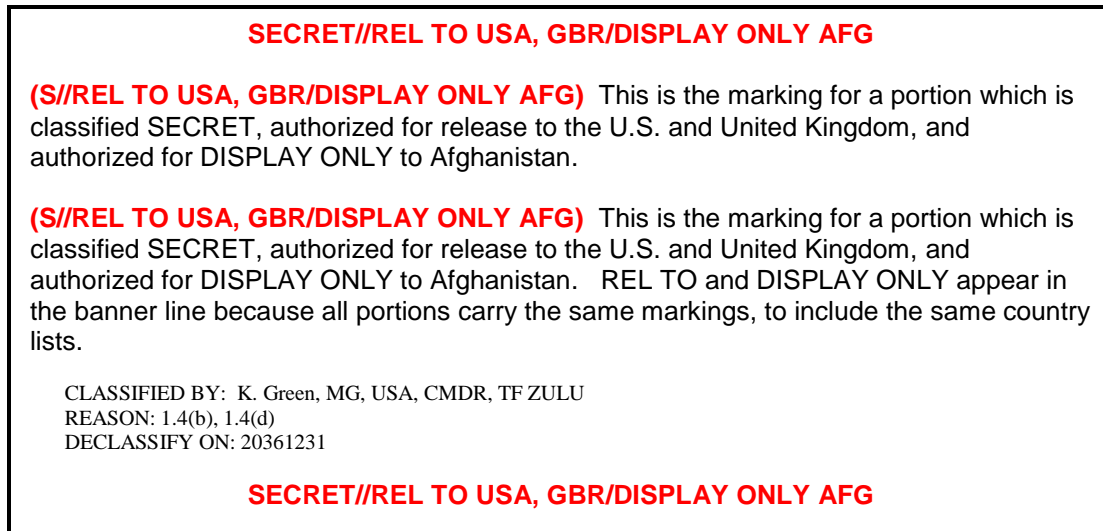 SECRET//REL TO USA, GBR/DISPLAY ONLY AFG
(S//REL TO USA, GBR/DISPLAY ONLY AFG) This is the marking for a portion which is
classified SECRET, authorized for release to the U.S. and United Kingdom, and
authorized for DISPLAY ONLY to Afghanistan.
(S//REL TO USA, GBR/DISPLAY ONLY AFG) This is the marking for a portion which is
classified SECRET, authorized for release to the U.S. and United Kingdom, and
authorized for DISPLAY ONLY to Afghanistan. REL TO and DISPLAY ONLY appear in
the banner line because all portions carry the same markings, to include the same country
lists.
CLASSIFIED BY: K. Green, MG, USA, CMDR, TF ZULU
REASON: 1.4(b), 1.4(d)
DECLASSIFY ON: 20361231
SECRET//REL TO USA, GBR/DISPLAY ONLY AFG